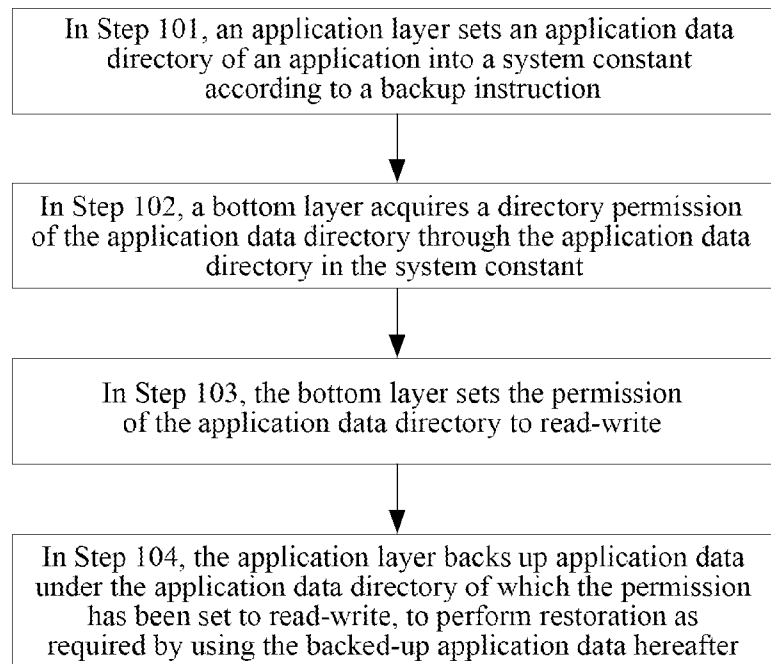 In Step 101, an application layer sets an application data
directory of an application into a system constant
according to a backup instruction
In Step 102, a bottom layer acquires a directory permission
of the application data directory through the application data
directory in the system constant
In Step 103, the bottom layer sets the permission
of the application data directory to read-write
In Step 104, the application layer backs up application data
under the application data directory of which the permission
has been set to read-write, to perform restoration as
required by using the backed-up application data hereafter